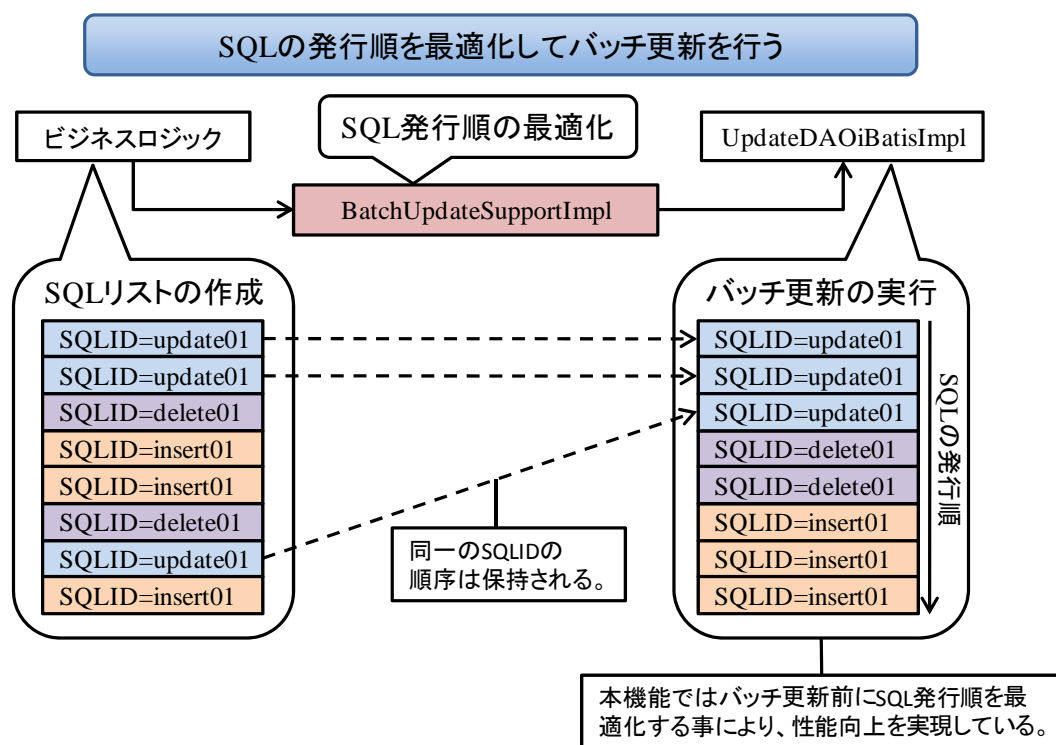 SQLの発行順を最適化してバッチ更新を行う
ビジネスロジック
SQL発行順の最適化
UpdateDAOiBatisImpl
BatchUpdateSupportImpl
SQLリストの作成
SQLID=update01
SQLID=update01
SQLID=delete01
SQLID=insert01
SQLID=insert01
SQLID=delete01
SQLID=update01
SQLID=insert01
同一のSQLIDの
順序は保持される。
バッチ更新の実行
SQLID=update01
SQLID=update01
SQLID=update01
SQLID=delete01
SQLID=delete01
SQLID=insert01
SQLID=insert01
SQLID=insert01
SQLの発行順
本機能ではバッチ更新前にSQL発行順を最
適化する事により、性能向上を実現している。